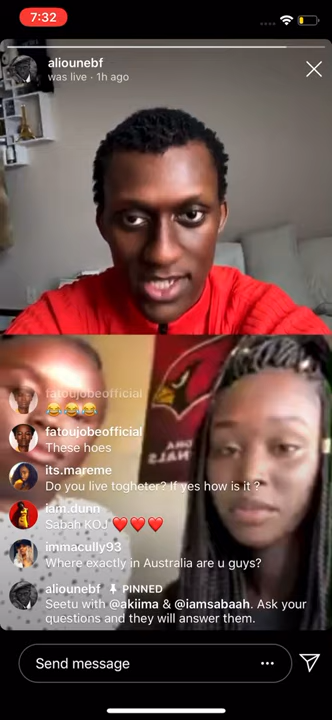 7:32
aliounebf
was live · 1h ago
fatoujobeofficial
😂😂😂
fatoujobeofficial
These hoes
its.mareme
Do you live togheter? If yes how is it ?
iam.dunn
Sabah KOJ ❤️❤️❤️
immacully93
Where exactly in Australia are u guys?
aliounebf PINNED
Seetu with @akiima & @iamsabaah. Ask your
questions and they will answer them.
Send message